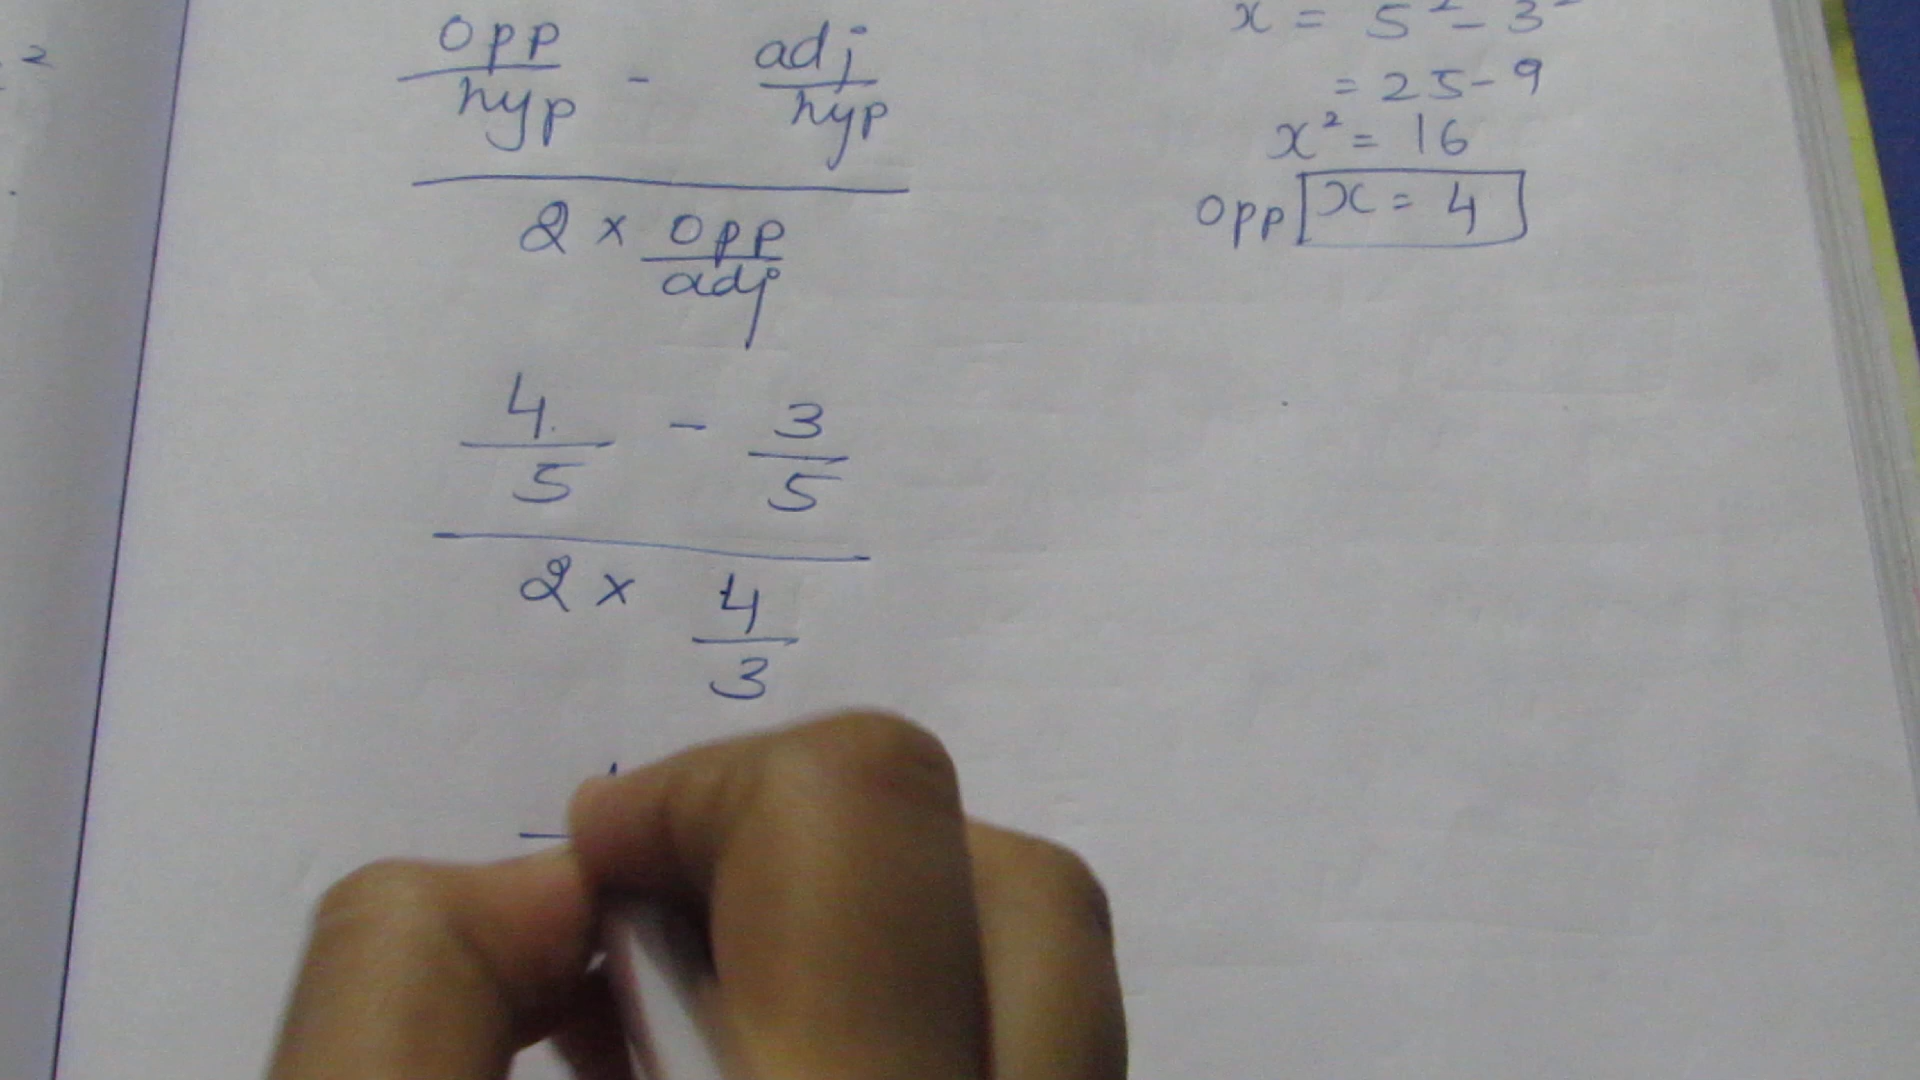 opp/hyp - adj/hyp
2 × opp/adj
4/5 - 3/5
2 × 4/3
x = 5² - 3²
= 25 - 9
x² = 16
opp x = 4
2